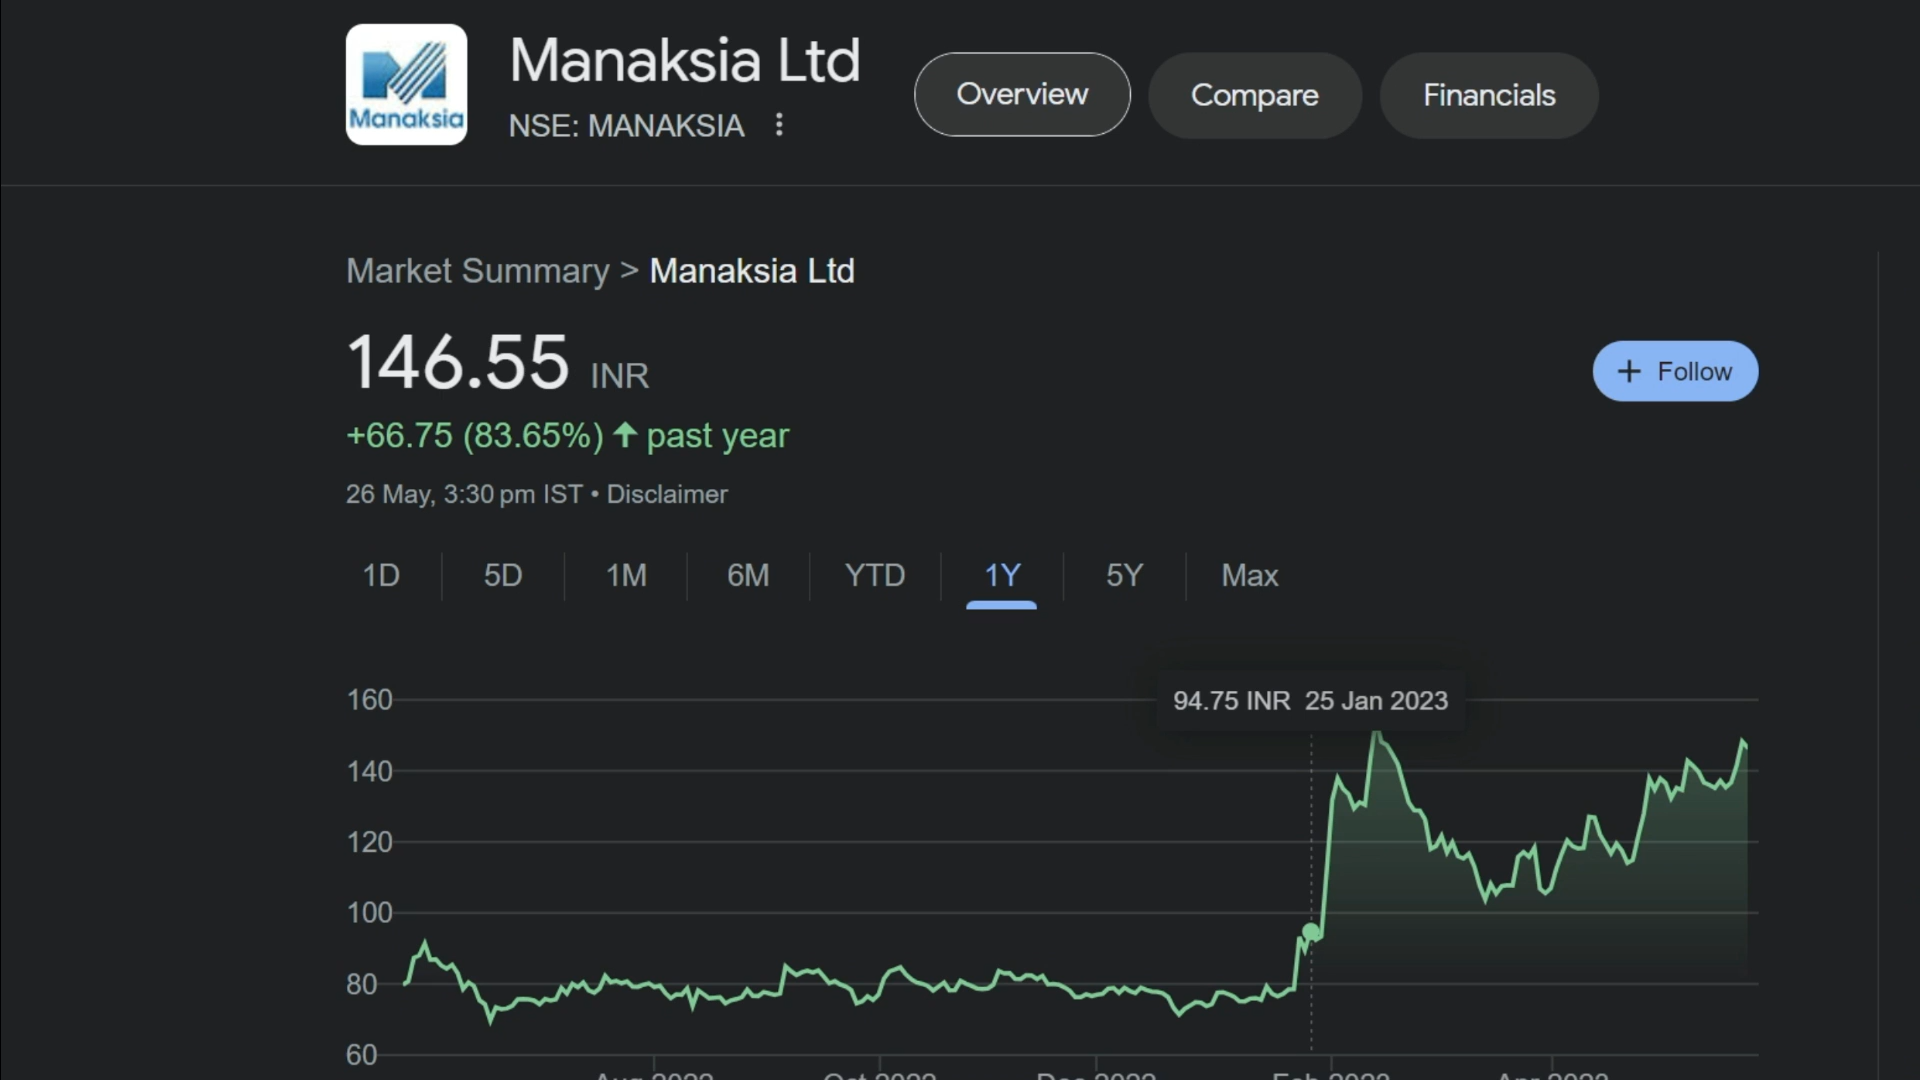 Manaksia
Manaksia Ltd
NSE: MANAKSIA
Overview
Compare
Financials
Market Summary > Manaksia Ltd
146.55 INR
+ Follow
+66.75 (83.65%) ↑ past year
26 May, 3:30 pm IST • Disclaimer
1D 5D 1M 6M YTD 1Y 5Y Max
94.75 INR 25 Jan 2023
160
140
120
100
80
60